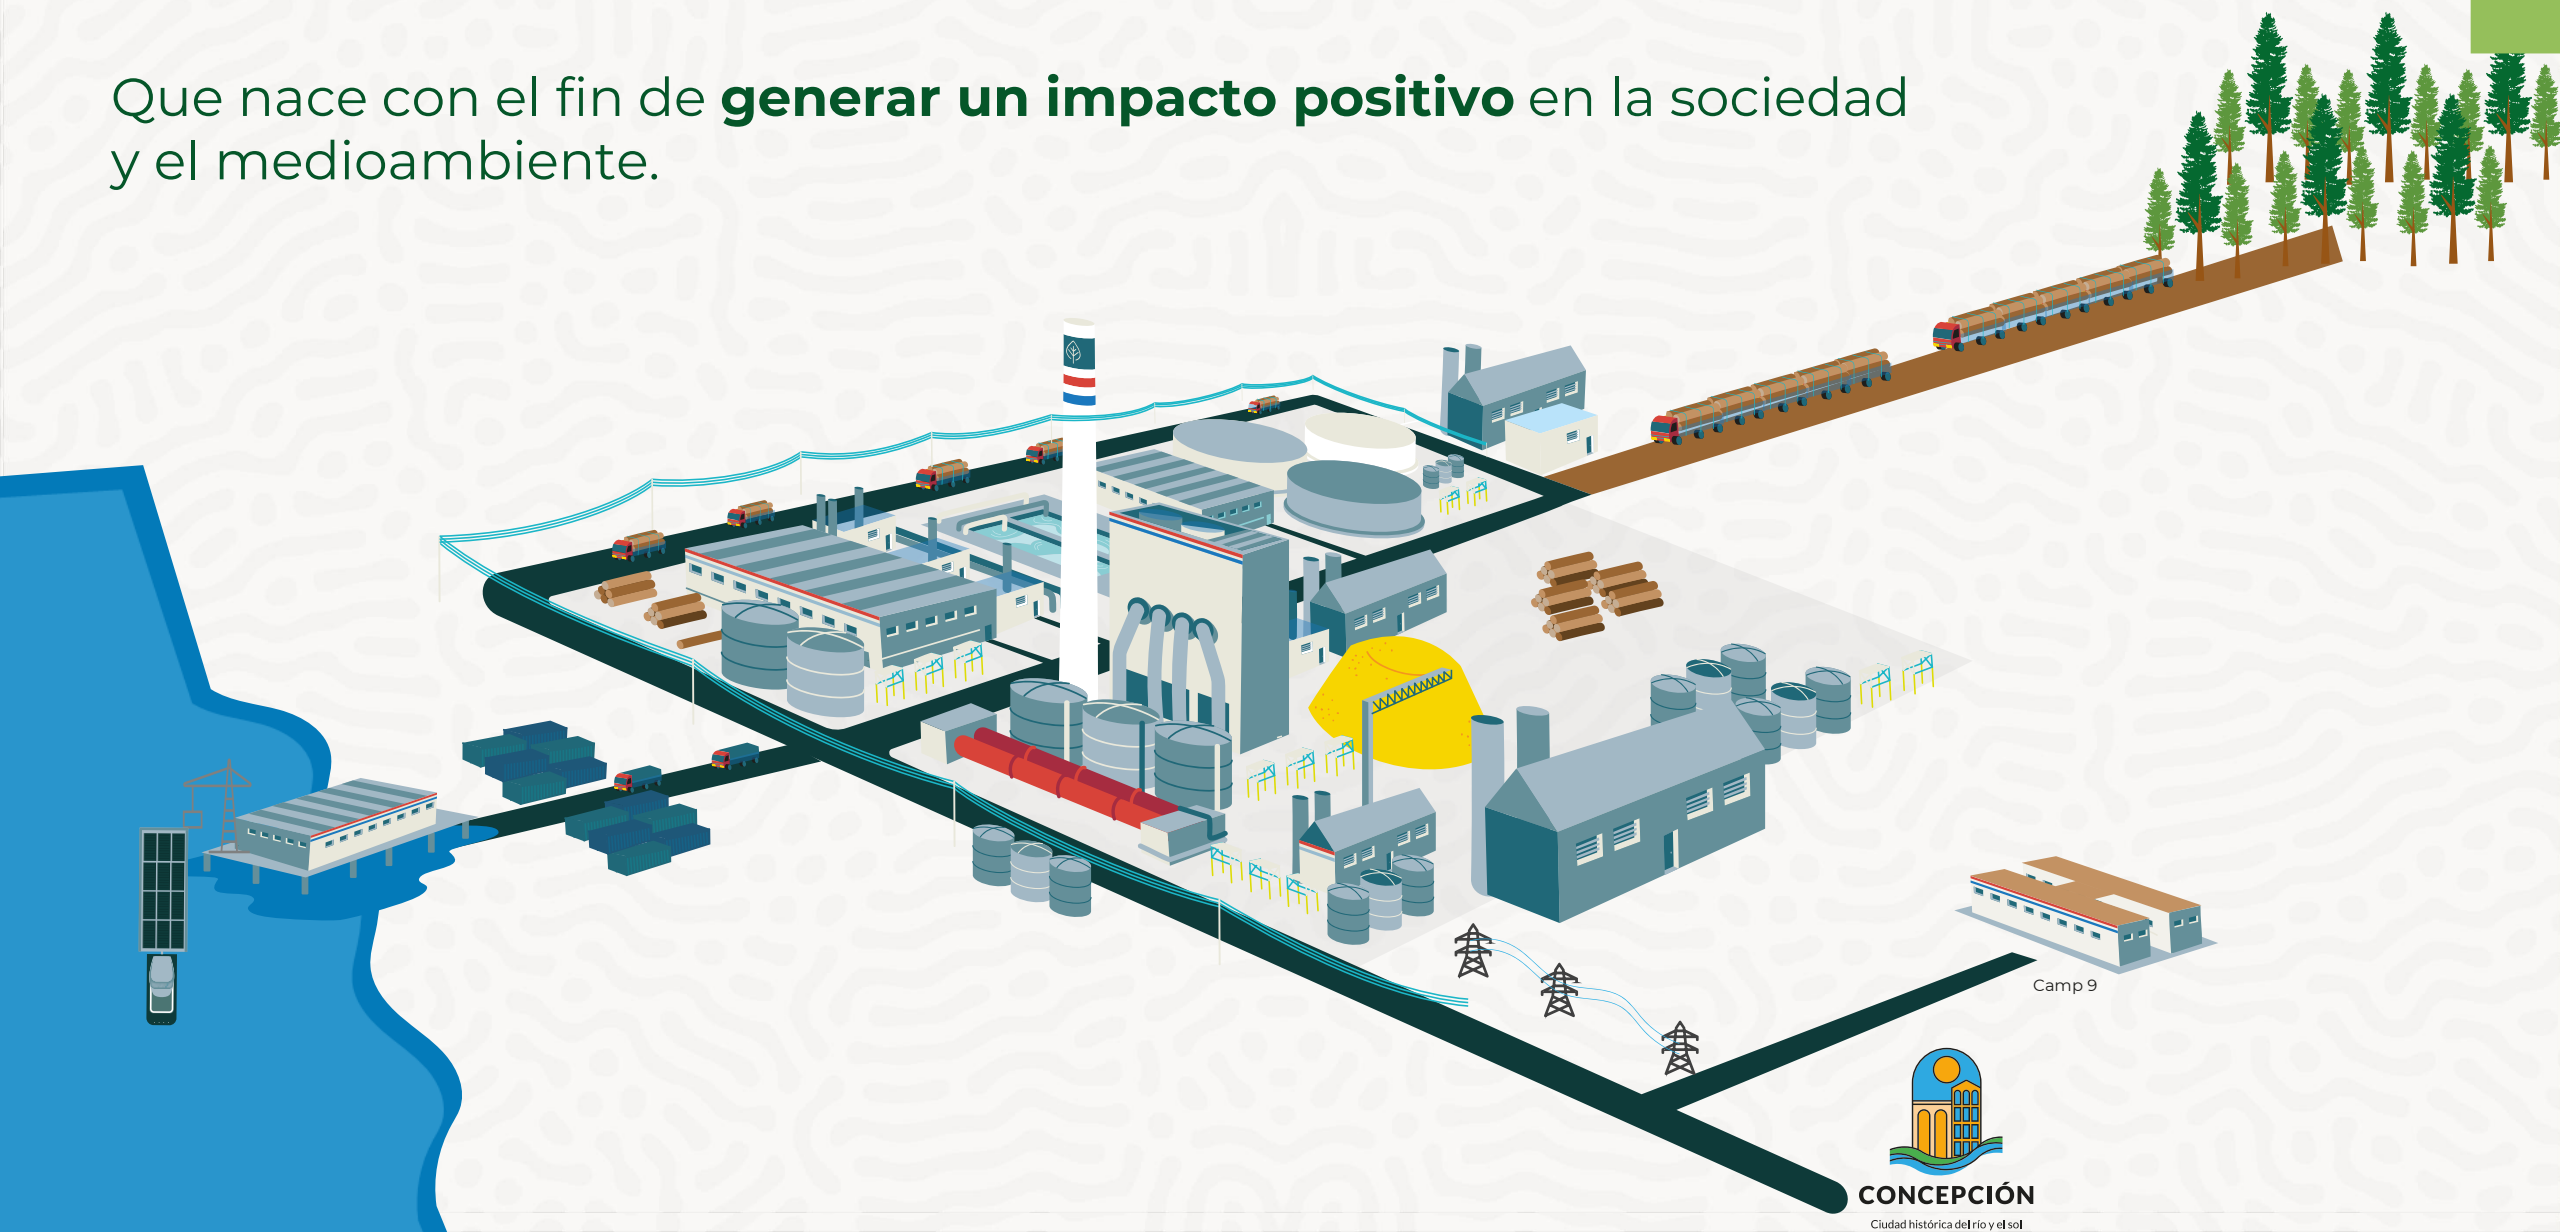 Que nace con el fin de generar un impacto positivo en la sociedad
y el medioambiente.
Camp 9
CONCEPCIÓN
Ciudad histórica del río y el sol